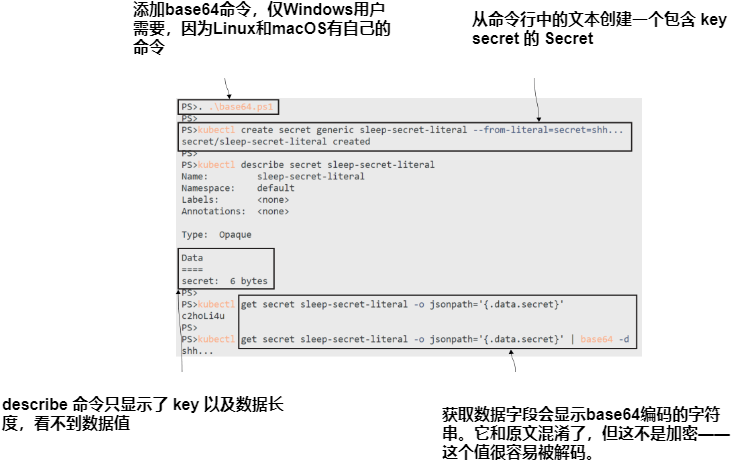 添加base64命令，仅Windows用户
需要，因为Linux和macOS有自己的
命令
从命令行中的文本创建一个包含 key
secret 的 Secret
PS>. .\base64.ps1
PS>
PS>kubectl create secret generic sleep-secret-literal --from-literal=secret=shh...
secret/sleep-secret-literal created
PS>
PS>kubectl describe secret sleep-secret-literal
Name:         sleep-secret-literal
Namespace:    default
Labels:       <none>
Annotations:  <none>
Type:  Opaque
Data
====
secret:  6 bytes
PS>
PS>kubectl get secret sleep-secret-literal -o jsonpath='{.data.secret}'
c2hoLi4u
PS>
PS>kubectl get secret sleep-secret-literal -o jsonpath='{.data.secret}' | base64 -d
shh...
describe 命令只显示了 key 以及数据长
度，看不到数据值
获取数据字段会显示base64编码的字符
串。它和原文混淆了，但这不是加密——
这个值很容易被解码。